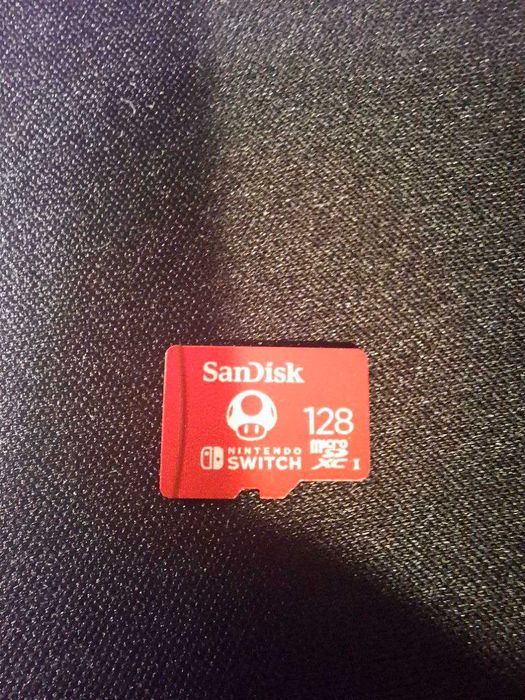 SanDisk
128
NINTENDO
SWITCH
micro
SD
XC I